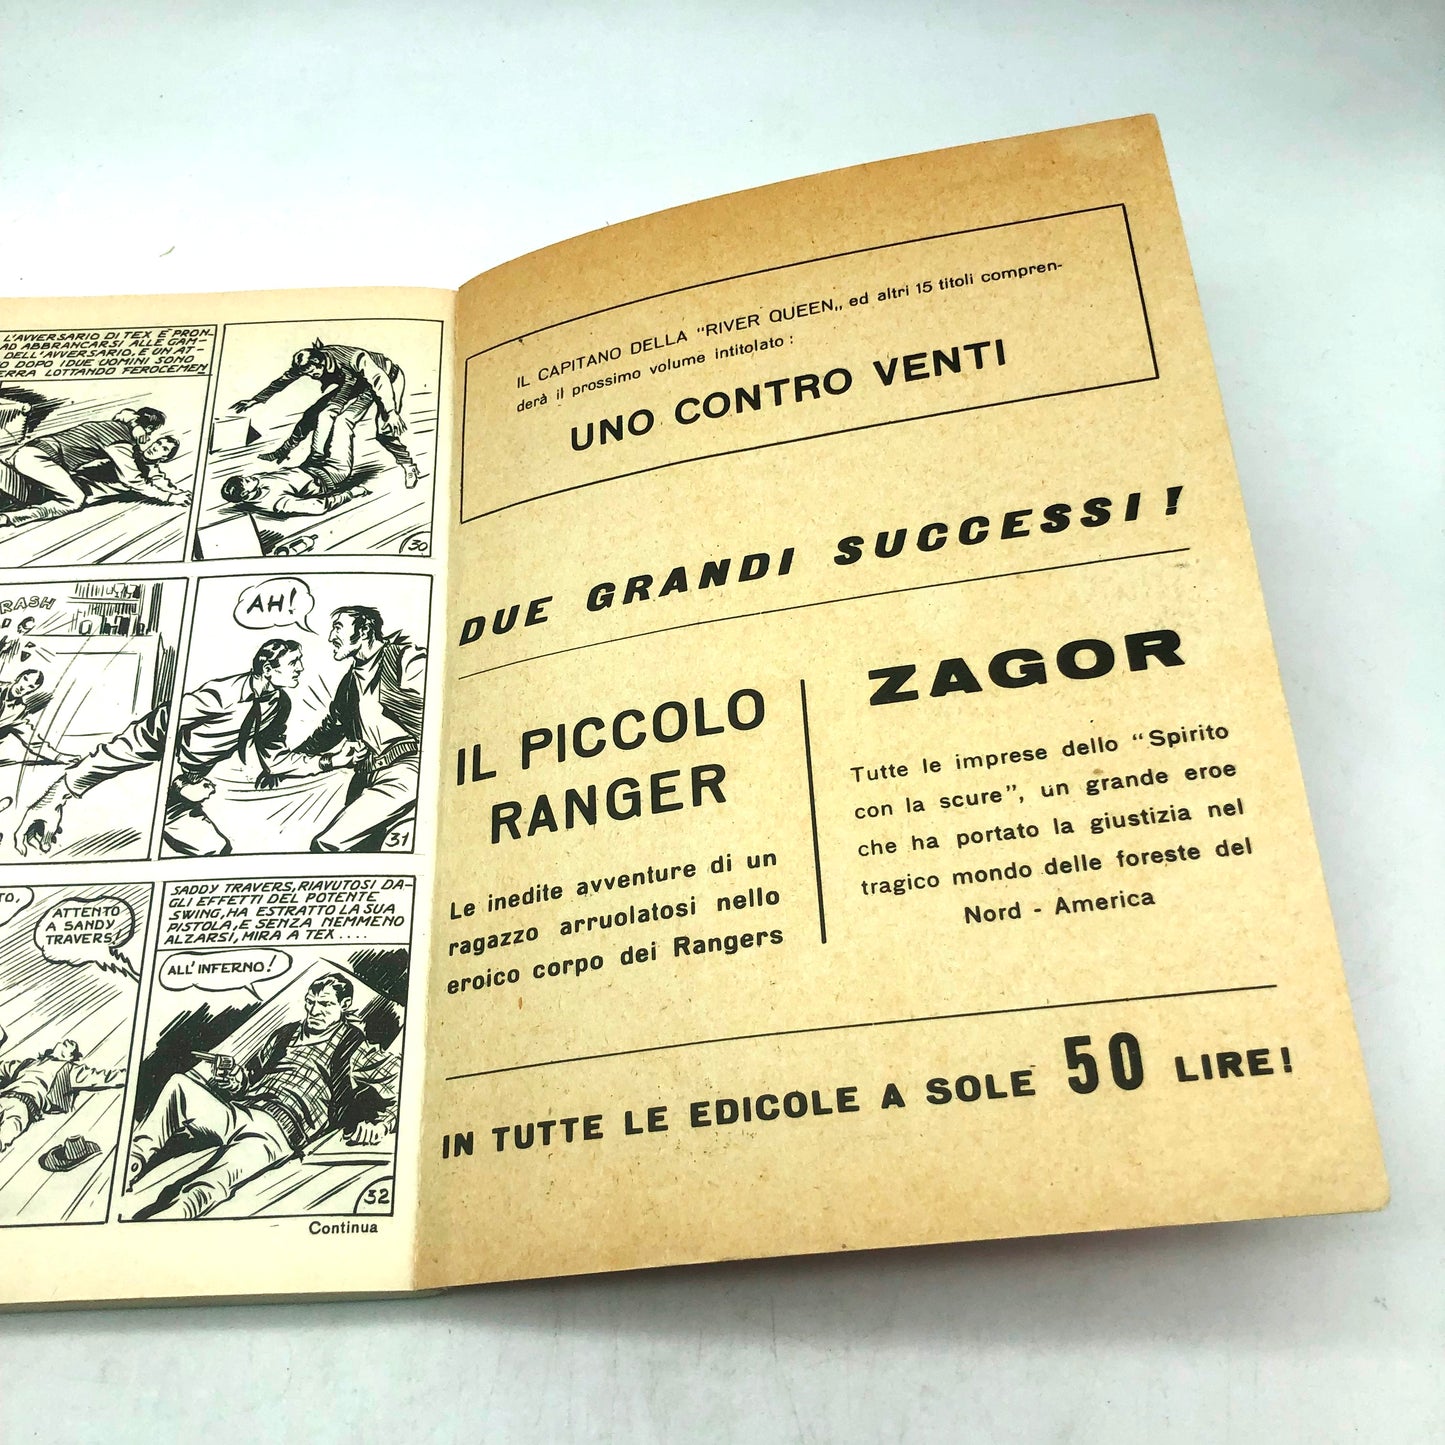 L'AVVERSARIO DI TEX È PRON-
AD ABBRANCARSI ALLE GAM-
DELL'AVVERSARIO, E UN AT-
O DOPO I DUE UOMINI SONO
ERRA LOTTANDO FEROCEMEN
30
RASH
AH!
31
TO,
ATTENTO
A SANDY
TRAVERS!
SADDY TRAVERS, RIAVUTOSI DA-
GLI EFFETTI DEL POTENTE
SWING, HA ESTRATTO LA SUA
PISTOLA, E SENZA NEMMENO
ALZARSI, MIRA A TEX....
ALL'INFERNO!
32
Continua
IL CAPITANO DELLA "RIVER QUEEN,, ed altri 15 titoli compren-
derà il prossimo volume intitolato:
UNO CONTRO VENTI
DUE GRANDI SUCCESSI!
IL PICCOLO
RANGER
Le inedite avventure di un
ragazzo arruolatosi nello
eroico corpo dei Rangers
ZAGOR
Tutte le imprese dello "Spirito
con la scure", un grande eroe
che ha portato la giustizia nel
tragico mondo delle foreste del
Nord - America
IN TUTTE LE EDICOLE A SOLE 50 LIRE!